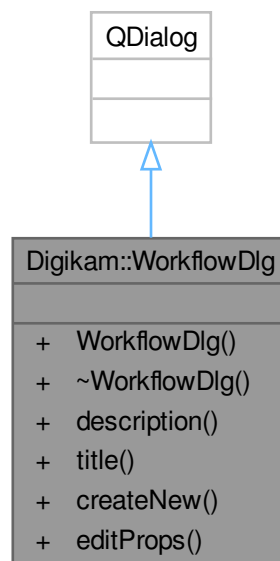 QDialog
Digikam::WorkflowDlg
+ WorkflowDlg()
+ ~WorkflowDlg()
+ description()
+ title()
+ createNew()
+ editProps()